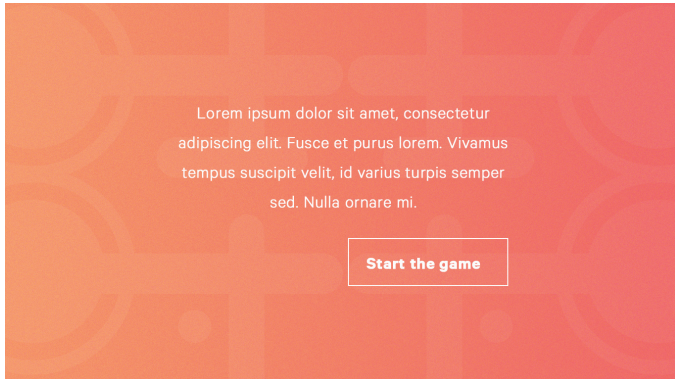 Lorem ipsum dolor sit amet, consectetur
adipiscing elit. Fusce et purus lorem. Vivamus
tempus suscipit velit, id varius turpis semper
sed. Nulla ornare mi.
Start the game